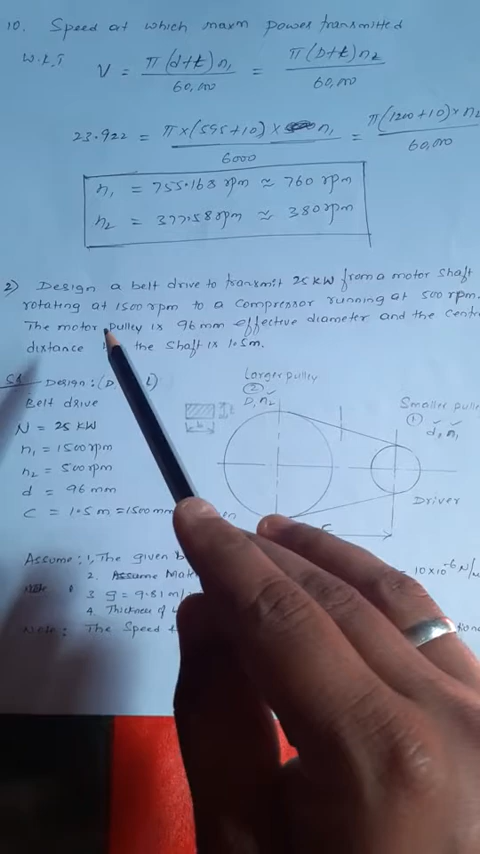 10. Speed at which maxm power transmitted
W.K.T
V = π(d+t)n₁/60,000 = π(D+t)n₂/60,000
23.922 = π×(595+10)× n₁/6000 = π(1200+10)×n₂/60,000
n₁ = 755.168 rpm ≈ 760 rpm
n₂ = 377.58 rpm ≈ 380 rpm
2) Design a belt drive to transmit 25 kW from a motor shaft
rotating at 1500 rpm to a compressor running at 500 rpm.
The motor pulley is 96 mm effective diameter and the
distance the shaft is 1.5m.
Larger pulley
②
D, n₂
Smaller pulley
①
d, n₁
Driver
t
b
c
Design:
Belt drive
N = 25 kW
n₁ = 1500 rpm
n₂ = 500 rpm
d = 96 mm
C = 1.5 m = 1500 mm
Assume: 1, The given
2. Assume = 10×10⁻⁶ N/
Note 3 g = 9.81 m/
4. Thickness of
Note: The Speed